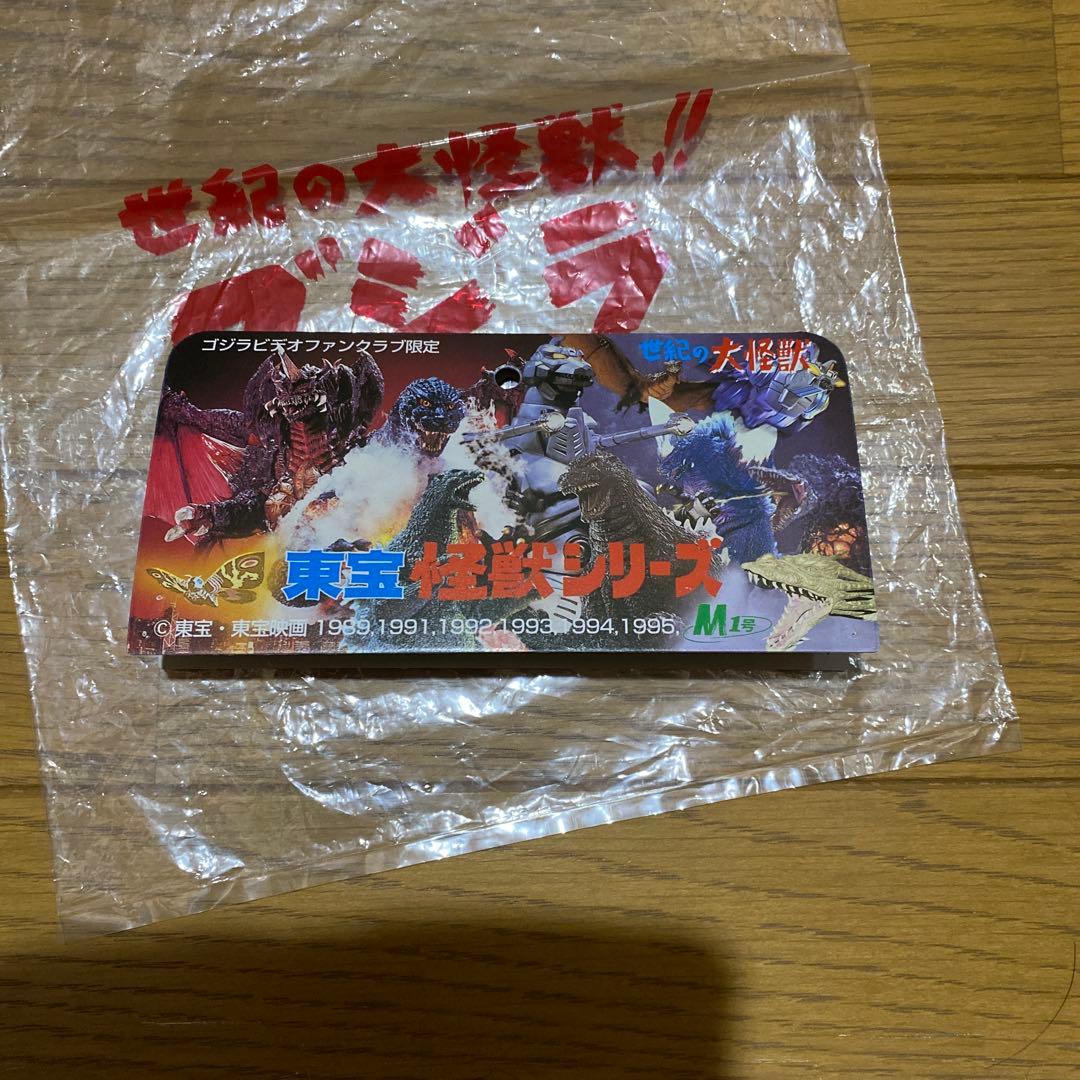 世紀の大怪獣!!
ゴジラ
ゴジラビデオファンクラブ限定
世紀の大怪獣
東宝 怪獣シリーズ
©東宝・東宝映画 1989,1991,1992,1993,1994,1995,
M1号